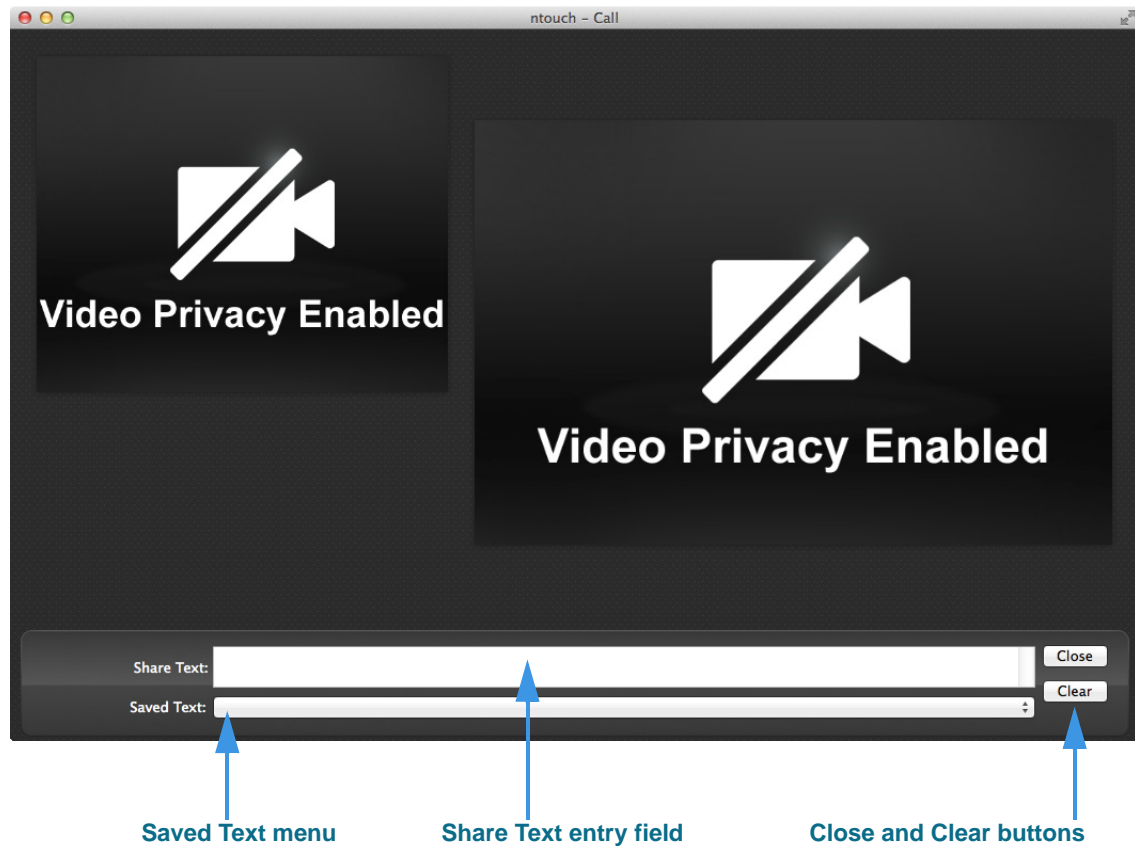 ntouch – Call
Video Privacy Enabled
Video Privacy Enabled
Share Text:
Close
Saved Text:
Clear
Saved Text menu
Share Text entry field
Close and Clear buttons